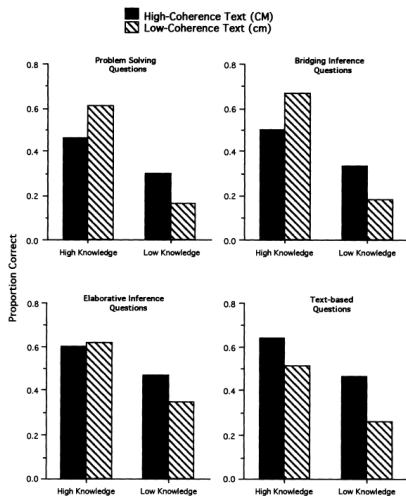 High-Coherence Text (CM)
Low-Coherence Text (cm)
Proportion Correct
Problem Solving
Questions
0.8
0.6
0.4
0.2
0.0
High Knowledge Low Knowledge
Bridging Inference
Questions
0.8
0.6
0.4
0.2
0.0
High Knowledge Low Knowledge
Elaborative Inference
Questions
0.8
0.6
0.4
0.2
0.0
High Knowledge Low Knowledge
Text-based
Questions
0.8
0.6
0.4
0.2
0.0
High Knowledge Low Knowledge